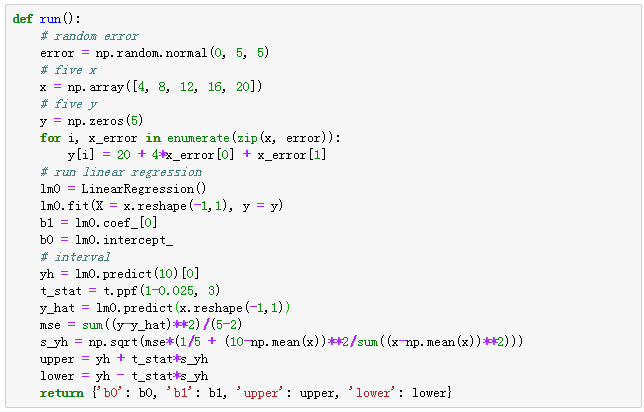 def run():
    # random error
    error = np.random.normal(0, 5, 5)
    # five x
    x = np.array([4, 8, 12, 16, 20])
    # five y
    y = np.zeros(5)
    for i, x_error in enumerate(zip(x, error)):
        y[i] = 20 + 4*x_error[0] + x_error[1]
    # run linear regression
    lm0 = LinearRegression()
    lm0.fit(X = x.reshape(-1,1), y = y)
    b1 = lm0.coef_[0]
    b0 = lm0.intercept_
    # interval
    yh = lm0.predict(10)[0]
    t_stat = t.ppf(1-0.025, 3)
    y_hat = lm0.predict(x.reshape(-1,1))
    mse = sum((y-y_hat)**2)/(5-2)
    s_yh = np.sqrt(mse*(1/5 + (10-np.mean(x))**2/sum((x-np.mean(x))**2)))
    upper = yh + t_stat*s_yh
    lower = yh - t_stat*s_yh
    return {'b0': b0, 'b1': b1, 'upper': upper, 'lower': lower}